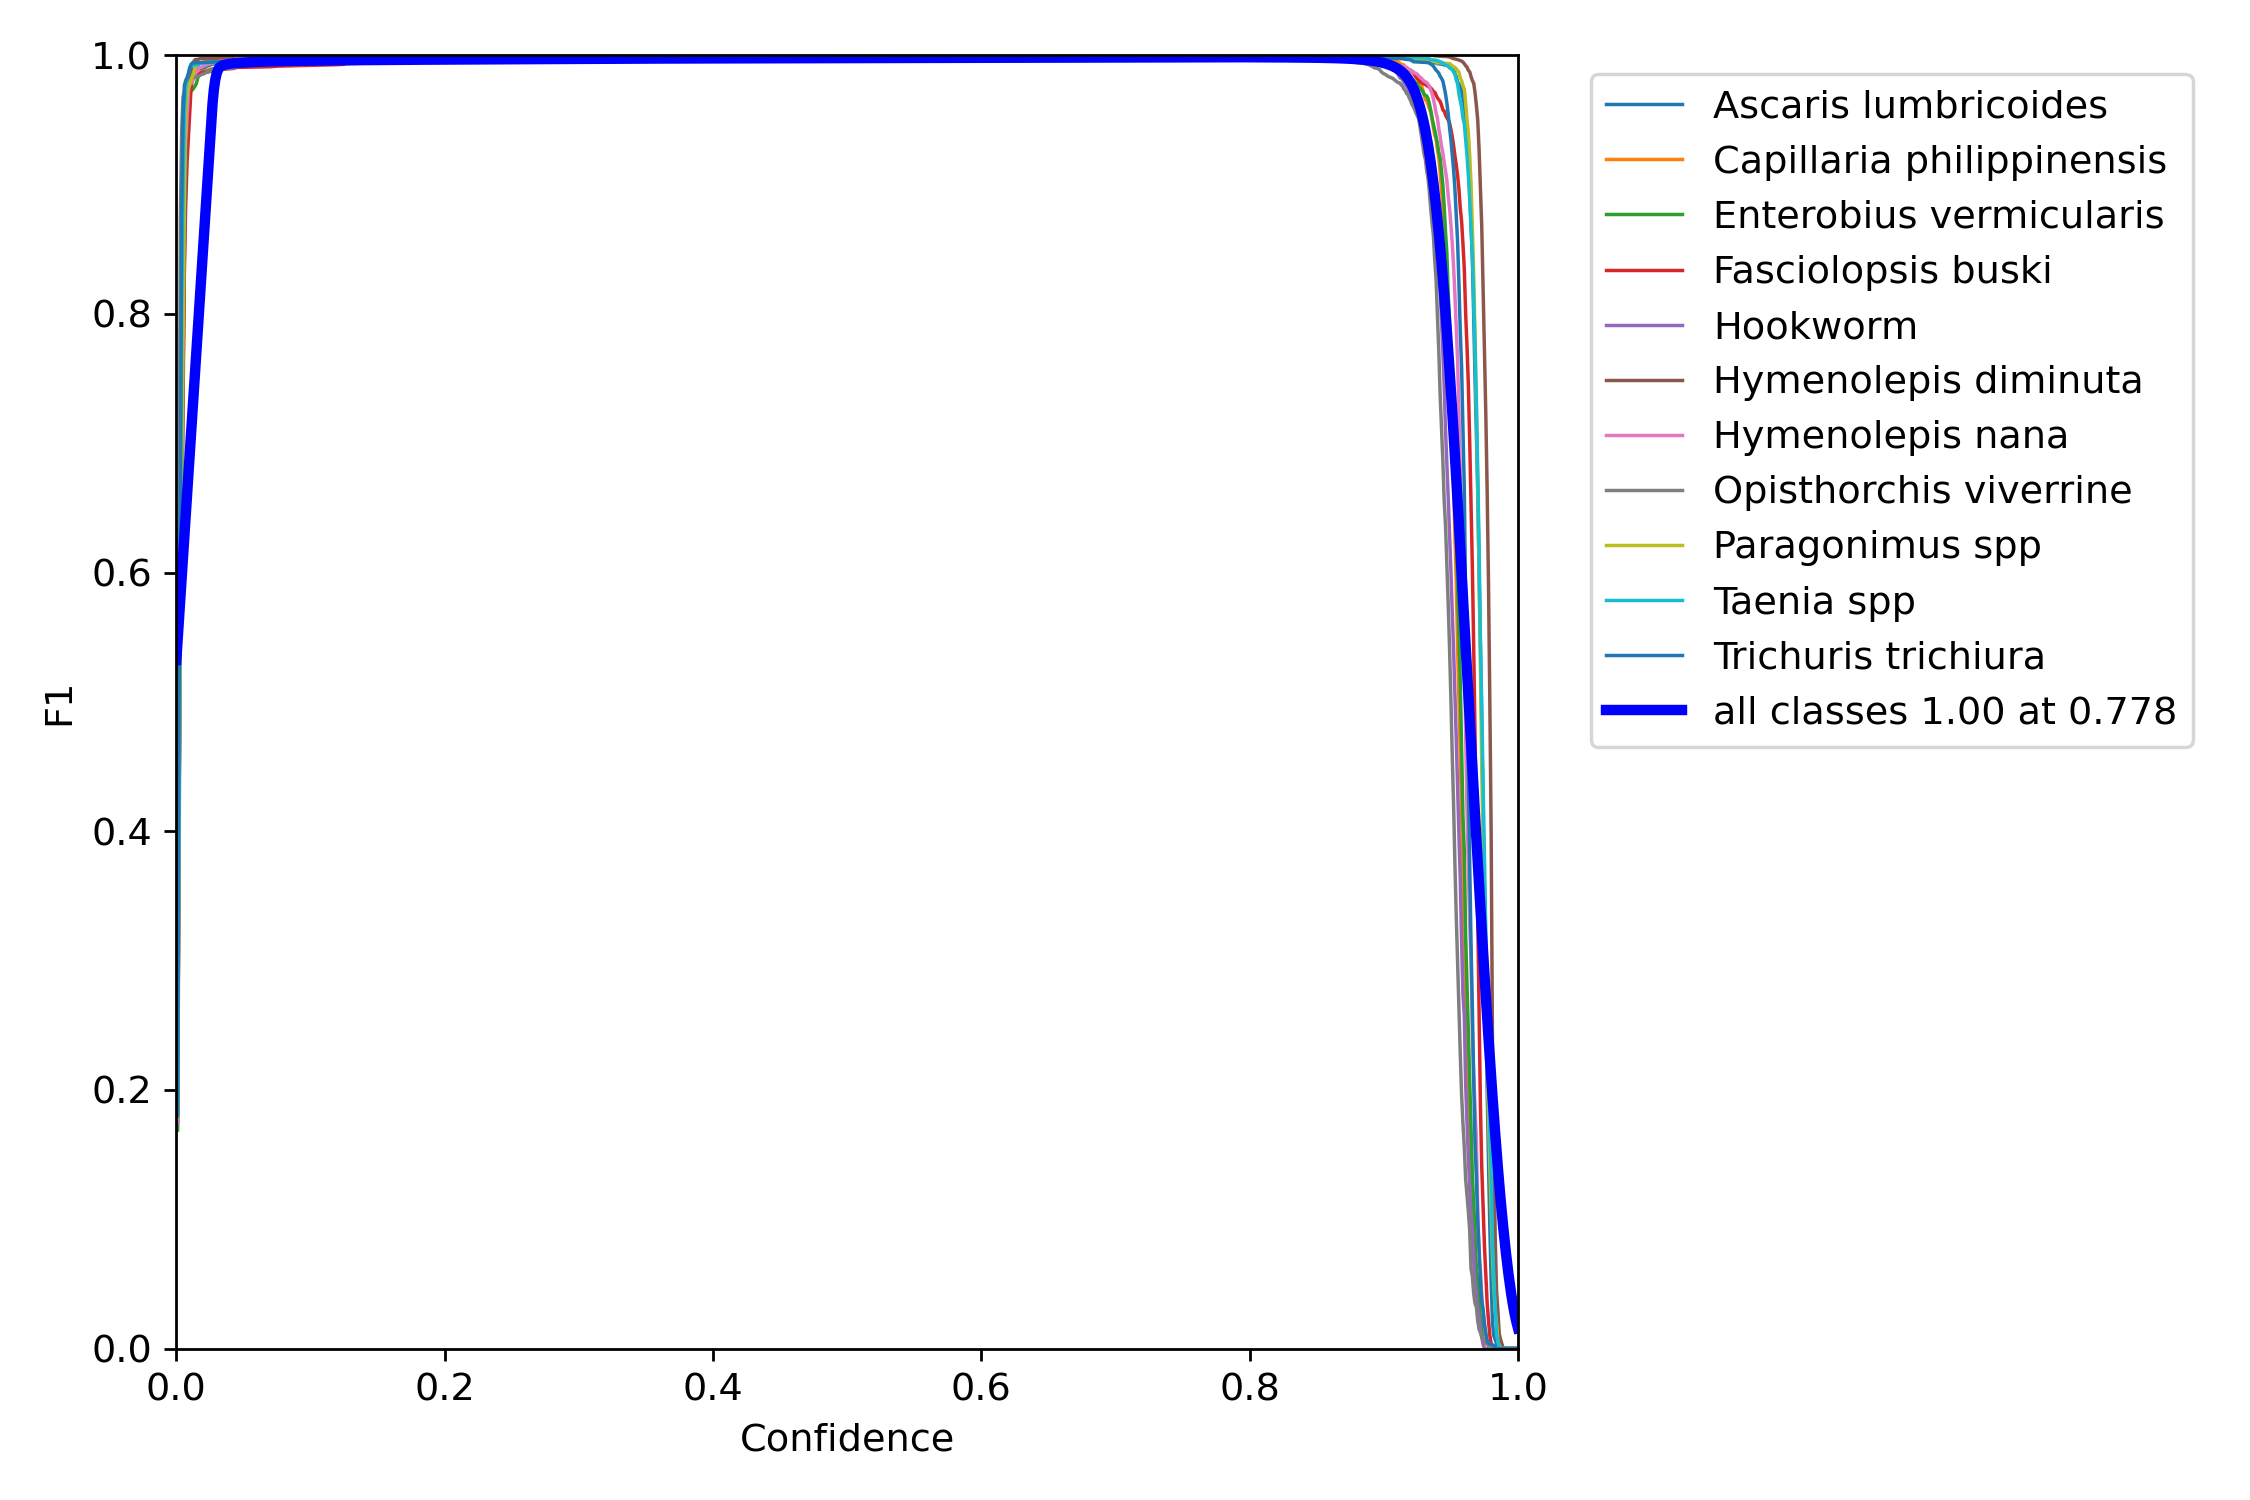 1.0
0.8
0.6
0.4
0.2
0.0
F1
0.0 0.2 0.4 0.6 0.8 1.0
Confidence
Ascaris lumbricoides
Capillaria philippinensis
Enterobius vermicularis
Fasciolopsis buski
Hookworm
Hymenolepis diminuta
Hymenolepis nana
Opisthorchis viverrine
Paragonimus spp
Taenia spp
Trichuris trichiura
all classes 1.00 at 0.778